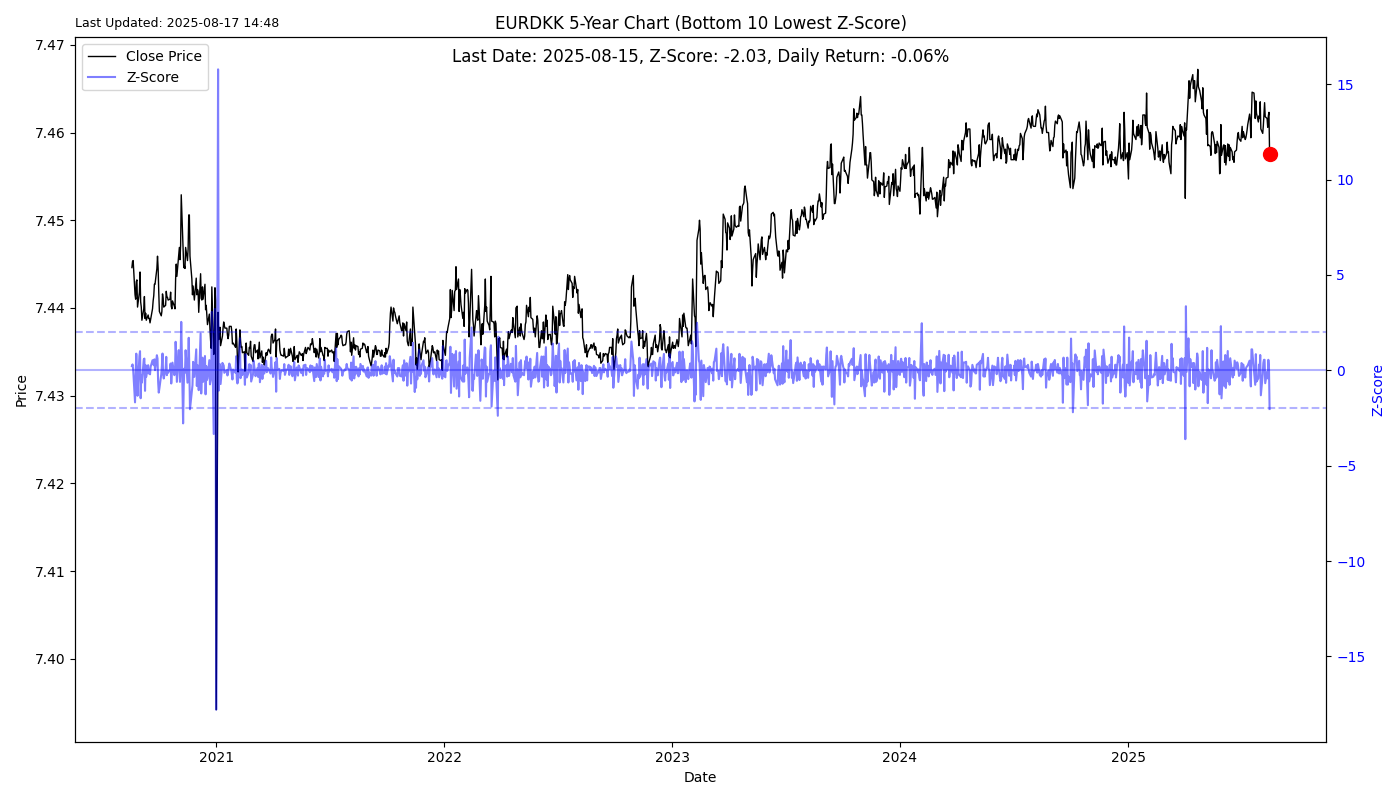 Last Updated: 2025-08-17 14:48
EURDKK 5-Year Chart (Bottom 10 Lowest Z-Score)
Last Date: 2025-08-15, Z-Score: -2.03, Daily Return: -0.06%
Close Price
Z-Score
7.47
7.46
7.45
7.44
7.43
7.42
7.41
7.40
Price
15
10
5
0
−5
−10
−15
Z-Score
2021
2022
2023
2024
2025
Date